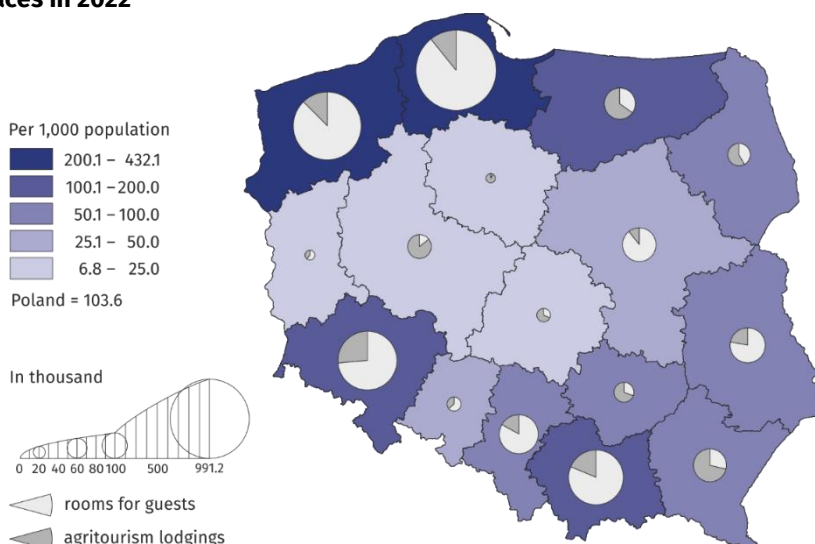 aces in 2022
Per 1,000 population
200.1 – 432.1
100.1 – 200.0
50.1 – 100.0
25.1 – 50.0
6.8 – 25.0
Poland = 103.6
In thousand
0 20 40 60 80 100 500 991.2
rooms for guests
agritourism lodgings